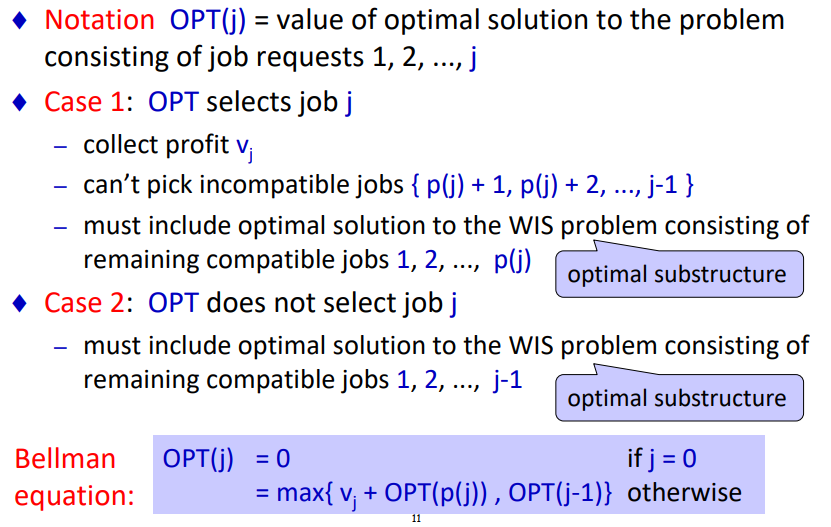 ♦ Notation OPT(j) = value of optimal solution to the problem
consisting of job requests 1, 2, ..., j
♦ Case 1: OPT selects job j
– collect profit vj
– can't pick incompatible jobs { p(j) + 1, p(j) + 2, ..., j-1 }
– must include optimal solution to the WIS problem consisting of
remaining compatible jobs 1, 2, ..., p(j)
optimal substructure
♦ Case 2: OPT does not select job j
– must include optimal solution to the WIS problem consisting of
remaining compatible jobs 1, 2, ..., j-1
optimal substructure
Bellman equation:
OPT(j) = 0 if j = 0
= max{ vj + OPT(p(j)) , OPT(j-1)} otherwise
11